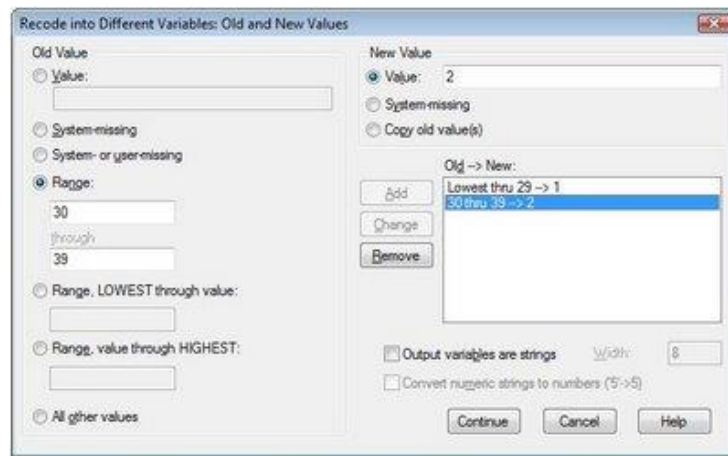 Recode into Different Variables: Old and New Values
Old Value
Value:
System-missing
System- or user-missing
Range:
30
through
39
Range, LOWEST through value:
Range, value through HIGHEST:
All other values
New Value
Value: 2
System-missing
Copy old value(s)
Old --> New:
Add
Change
Remove
Lowest thru 29 --> 1
30 thru 39 --> 2
Output variables are strings Width: 8
Convert numeric strings to numbers ('5'->5)
Continue Cancel Help